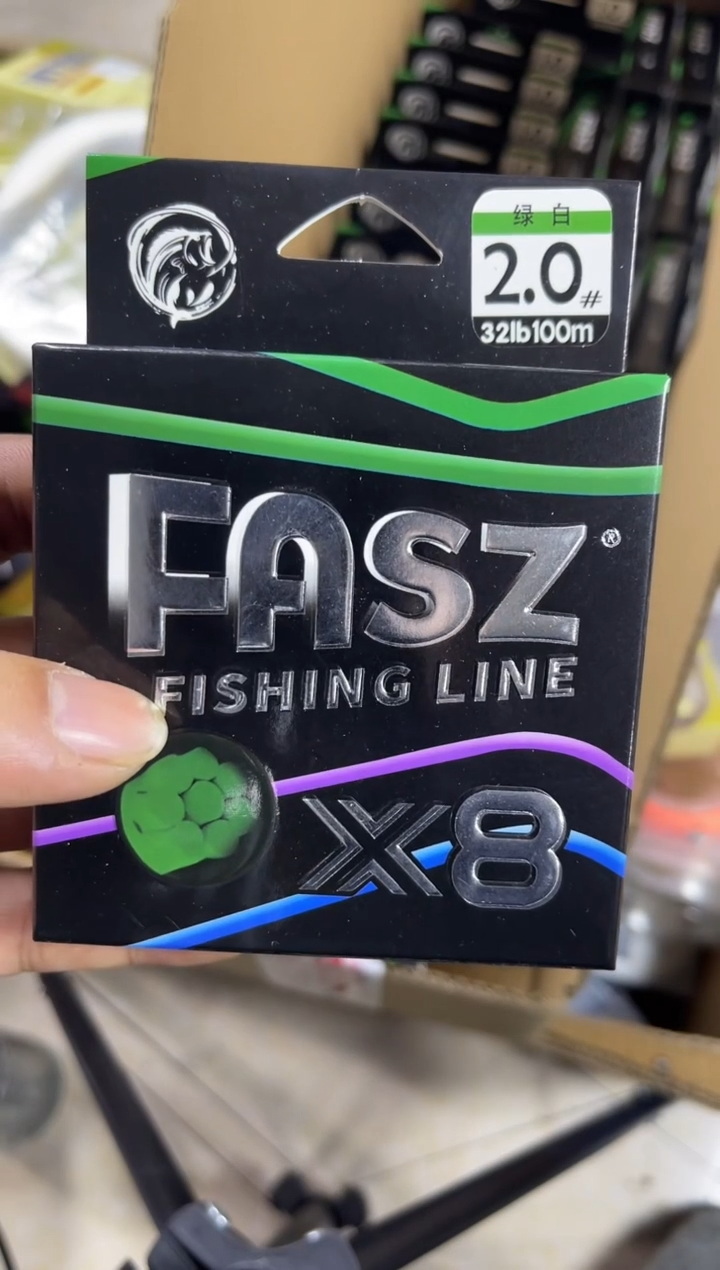 绿 白
2.0#
32lb100m
FASZ®
FISHING LINE
X8